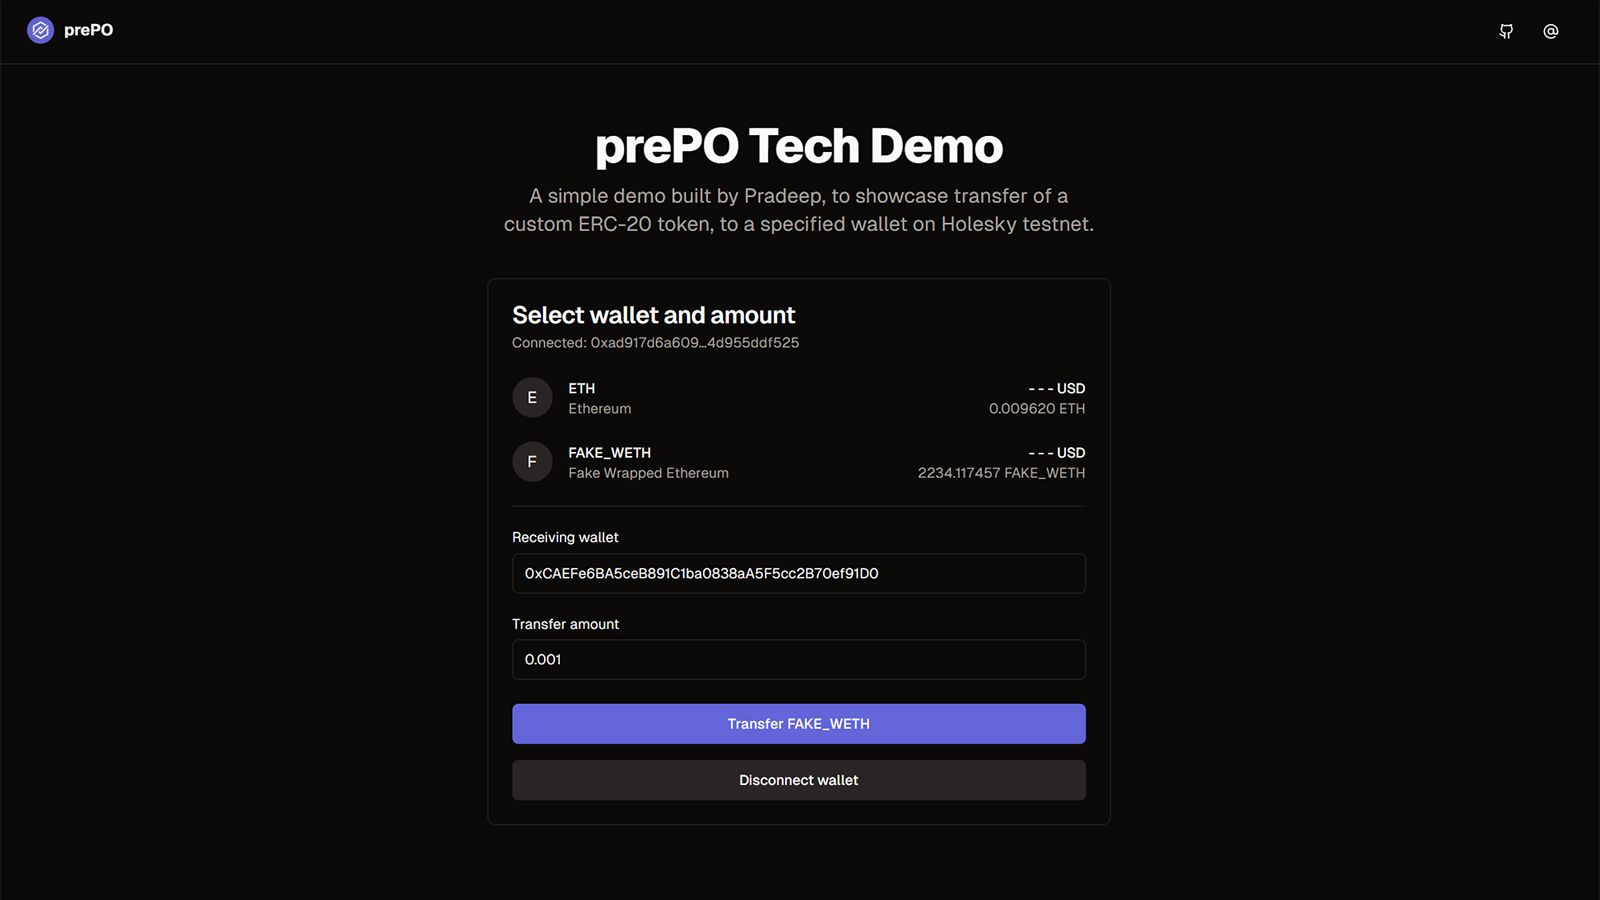 prePO
prePO Tech Demo
A simple demo built by Pradeep, to showcase transfer of a
custom ERC-20 token, to a specified wallet on Holesky testnet.
Select wallet and amount
Connected: 0xad917d6a609...4d955ddf525
E
ETH
- - - USD
Ethereum
0.009620 ETH
F
FAKE_WETH
- - - USD
Fake Wrapped Ethereum
2234.117457 FAKE_WETH
Receiving wallet
0xCAEFe6BA5ceB891C1ba0838aA5F5cc2B70ef91D0
Transfer amount
0.001
Transfer FAKE_WETH
Disconnect wallet